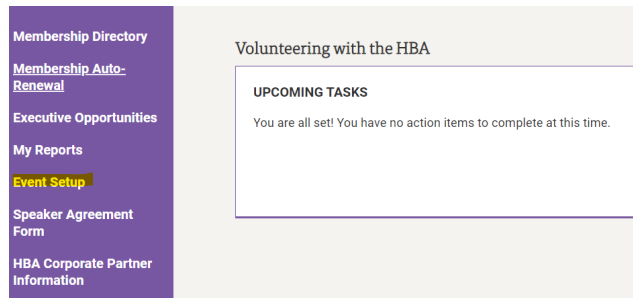 Membership Directory
Membership Auto-
Renewal
Executive Opportunities
My Reports
Event Setup
Speaker Agreement
Form
HBA Corporate Partner
Information
Volunteering with the HBA
UPCOMING TASKS
You are all set! You have no action items to complete at this time.